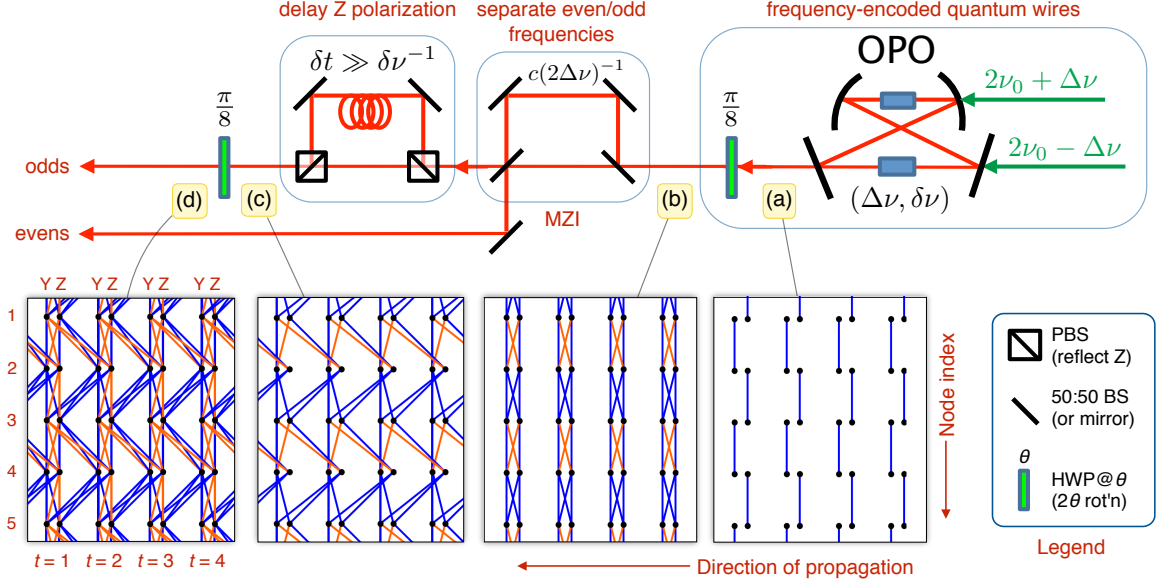 delay Z polarization
separate even/odd
frequencies
frequency-encoded quantum wires
δt ≫ δν⁻¹
c(2Δν)⁻¹
OPO
2ν₀ + Δν
2ν₀ − Δν
π/8
π/8
odds
evens
(d)
(c)
MZI
(b)
(a)
(Δν, δν)
Y Z Y Z Y Z Y Z
1
2
3
4
5
t = 1 t = 2 t = 3 t = 4
Direction of propagation
Node index
PBS
(reflect Z)
50:50 BS
(or mirror)
θ
HWP@θ
(2θ rot'n)
Legend